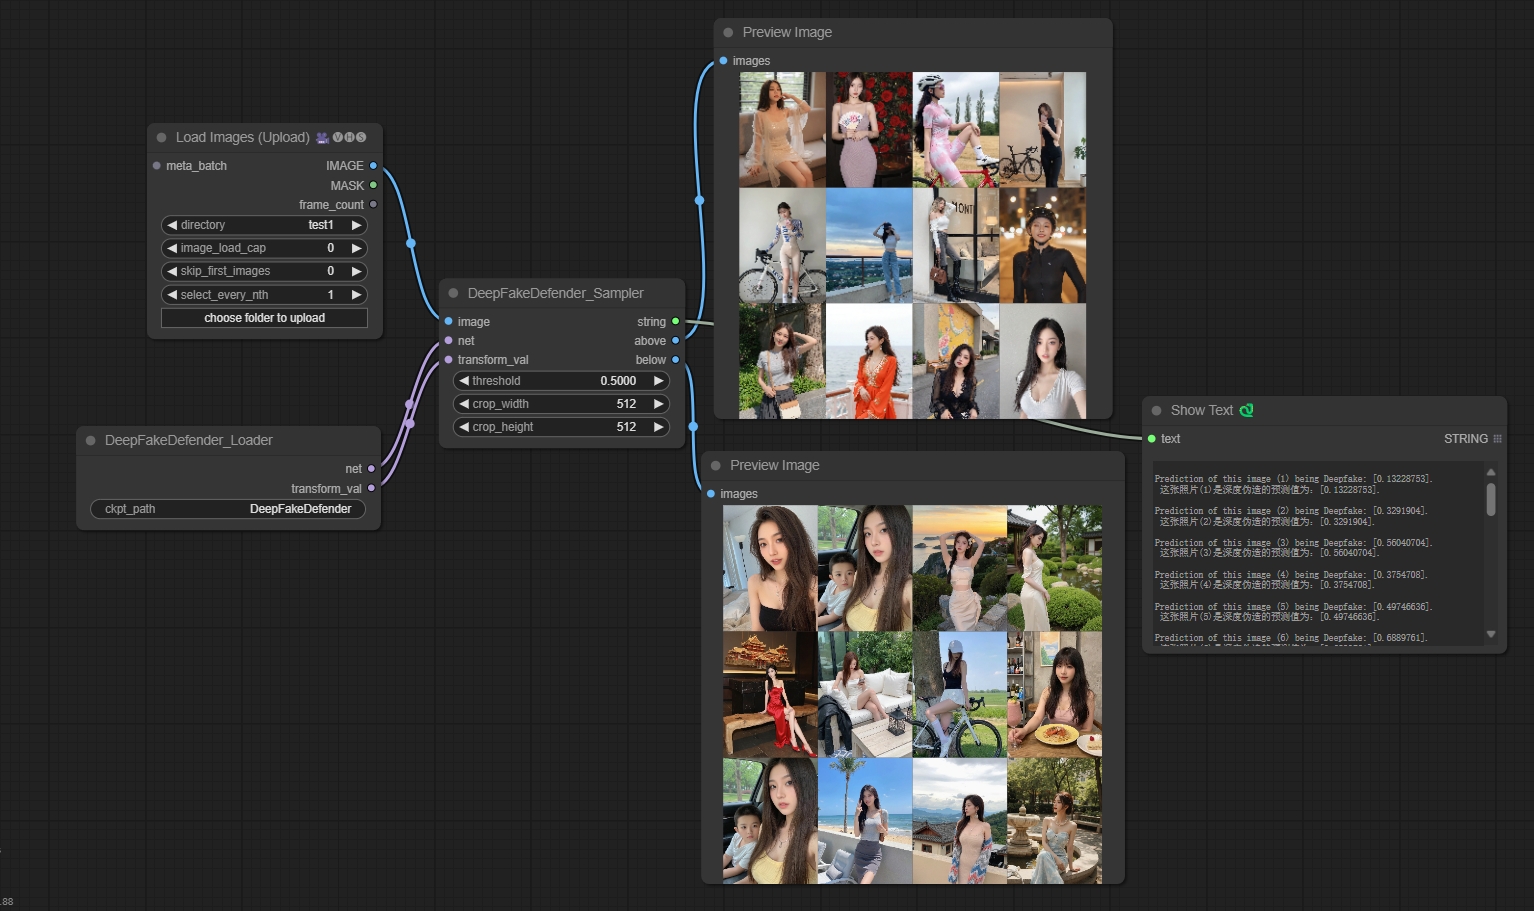 Preview Image
images
MONT
Load Images (Upload) 🎥🅥🅗🅢
meta_batch IMAGE
MASK
frame_count
directory test1
image_load_cap 0
skip_first_images 0
select_every_nth 1
choose folder to upload
DeepFakeDefender_Sampler
image string
net above
transform_val below
threshold 0.5000
crop_width 512
crop_height 512
DeepFakeDefender_Loader
net
transform_val
ckpt_path DeepFakeDefender
Preview Image
images
Show Text
text STRING
Prediction of this image (1) being Deepfake: [0.13228753].
这张照片(1)是深度伪造的预测值为: [0.13228753].
Prediction of this image (2) being Deepfake: [0.3291904].
这张照片(2)是深度伪造的预测值为: [0.3291904].
Prediction of this image (3) being Deepfake: [0.56040704].
这张照片(3)是深度伪造的预测值为: [0.56040704].
Prediction of this image (4) being Deepfake: [0.3754708].
这张照片(4)是深度伪造的预测值为: [0.3754708].
Prediction of this image (5) being Deepfake: [0.49746636].
这张照片(5)是深度伪造的预测值为: [0.49746636].
Prediction of this image (6) being Deepfake: [0.6889761].
.88